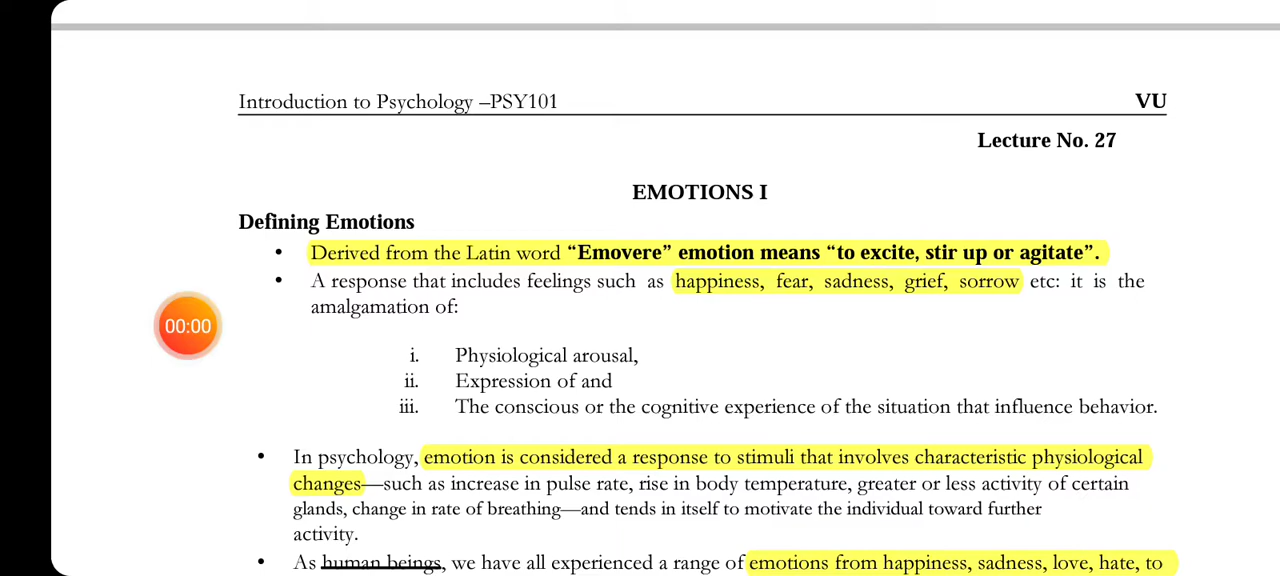 Introduction to Psychology –PSY101 VU
Lecture No. 27
EMOTIONS I
Defining Emotions
• Derived from the Latin word “Emovere” emotion means “to excite, stir up or agitate”.
• A response that includes feelings such as happiness, fear, sadness, grief, sorrow etc: it is the
amalgamation of:
00:00
i. Physiological arousal,
ii. Expression of and
iii. The conscious or the cognitive experience of the situation that influence behavior.
• In psychology, emotion is considered a response to stimuli that involves characteristic physiological
changes—such as increase in pulse rate, rise in body temperature, greater or less activity of certain
glands, change in rate of breathing—and tends in itself to motivate the individual toward further
activity.
• As human beings, we have all experienced a range of emotions from happiness, sadness, love, hate, to